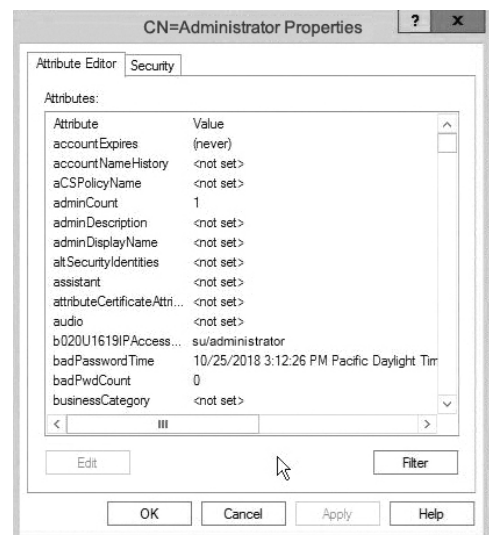 CN=Administrator Properties ? x
Attribute Editor Security
Attributes:
Attribute Value
accountExpires (never)
accountNameHistory <not set>
aCSPolicyName <not set>
adminCount 1
adminDescription <not set>
adminDisplayName <not set>
altSecurityIdentities <not set>
assistant <not set>
attributeCertificateAttri... <not set>
audio <not set>
b020U1619IPAccess... su/administrator
badPasswordTime 10/25/2018 3:12:26 PM Pacific Daylight Tim
badPwdCount 0
businessCategory <not set>
Edit Filter
OK Cancel Apply Help